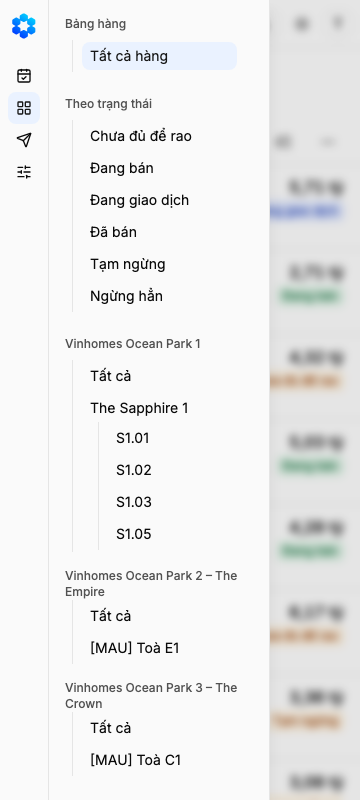 Bảng hàng
Tất cả hàng
Theo trạng thái
Chưa đủ để rao
Đang bán
Đang giao dịch
Đã bán
Tạm ngừng
Ngừng hẳn
Vinhomes Ocean Park 1
Tất cả
The Sapphire 1
S1.01
S1.02
S1.03
S1.05
Vinhomes Ocean Park 2 – The
Empire
Tất cả
[MAU] Toà E1
Vinhomes Ocean Park 3 – The
Crown
Tất cả
[MAU] Toà C1